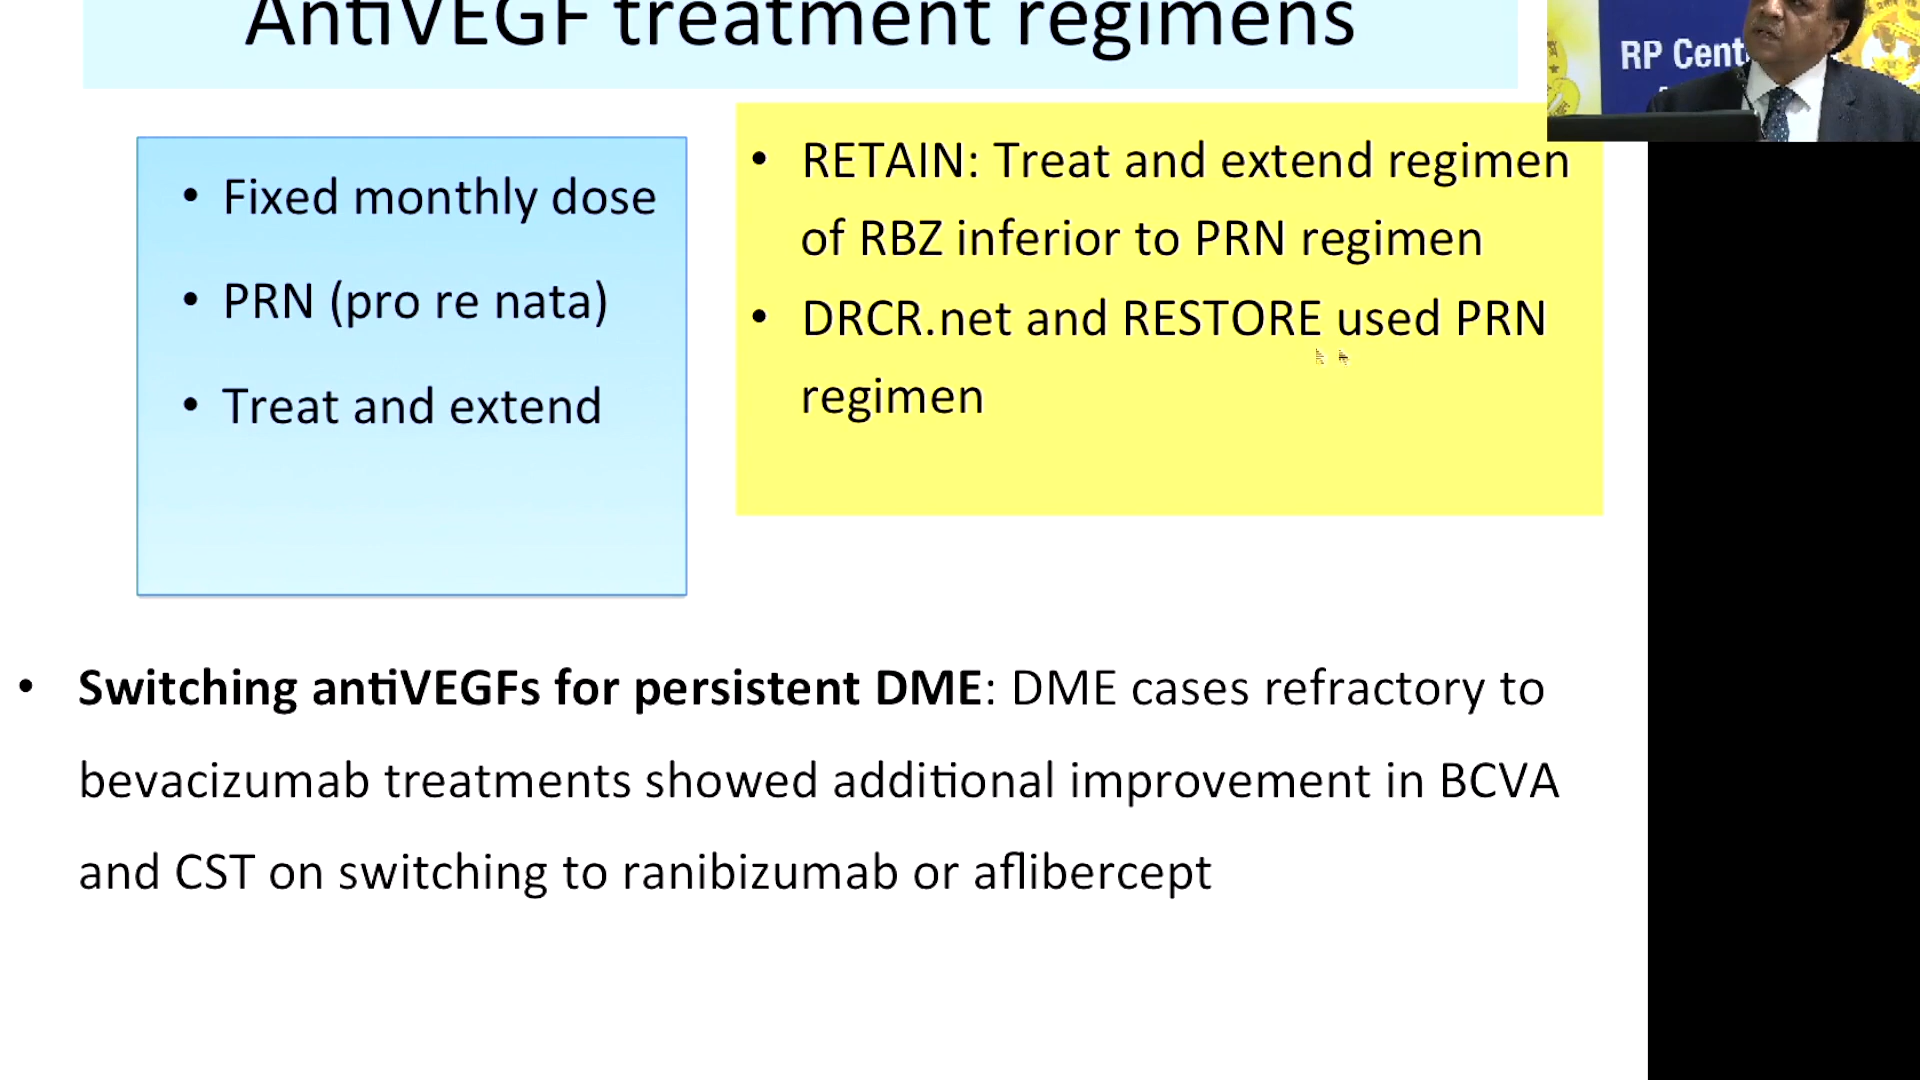 AntiVEGF treatment regimens
RP Cent
• Fixed monthly dose
• PRN (pro re nata)
• Treat and extend
• RETAIN: Treat and extend regimen
of RBZ inferior to PRN regimen
• DRCR.net and RESTORE used PRN
regimen
• Switching antiVEGFs for persistent DME: DME cases refractory to
bevacizumab treatments showed additional improvement in BCVA
and CST on switching to ranibizumab or aflibercept